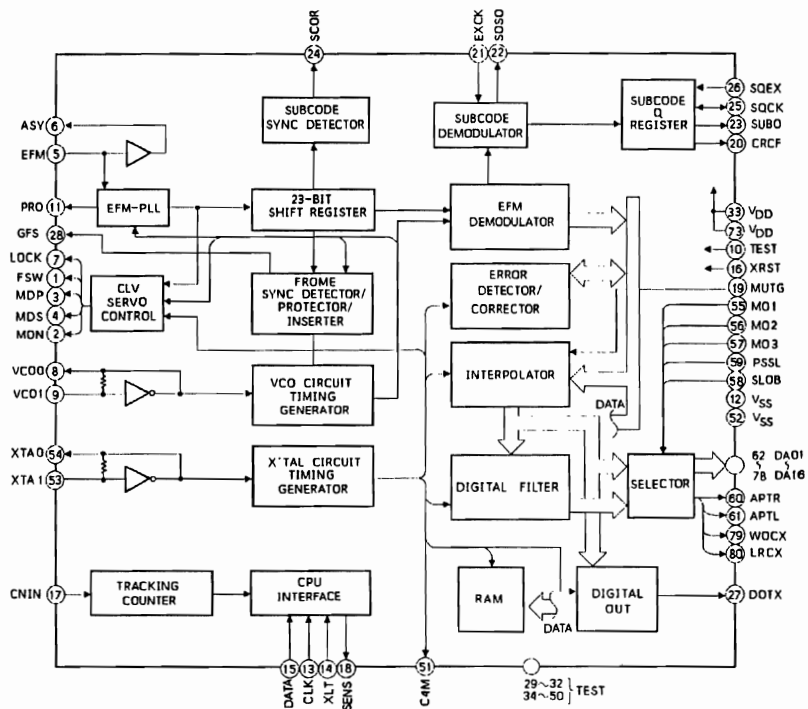 SCOR
24
EXCK
21
SOSO
22
ASY
6
EFM
5
PRO
11
GFS
28
LOCK
7
FSW
1
MDP
3
MDS
4
MON
2
VCO0
8
VCO1
9
XTA0
54
XTA1
53
CNIN
17
SUBCODE
SYNC DETECTOR
SUBCODE
DEMODULATOR
SUBCODE
Q
REGISTER
EFM-PLL
23-BIT
SHIFT REGISTER
EFM
DEMODULATOR
CLV
SERVO
CONTROL
FROME
SYNC DETECTOR/
PROTECTOR/
INSERTER
ERROR
DETECTOR/
CORRECTOR
VCO CIRCUIT
TIMING
GENERATOR
INTERPOLATOR
DATA
X'TAL CIRCUIT
TIMING
GENERATOR
DIGITAL FILTER
SELECTOR
TRACKING
COUNTER
CPU
INTERFACE
RAM
DATA
DIGITAL
OUT
26 SQEX
25 SQCK
23 SUBO
20 CRCF
33 VDD
73 VDD
10 TEST
16 XRST
19 MUTG
55 MO1
56 MO2
57 MO3
59 PSSL
58 SLOB
12 VSS
52 VSS
62 DA01
~ ~
78 DA16
60 APTR
61 APTL
79 WOCX
80 LRCX
27 DOTX
15
DATA
13
CLK
14
XLT
18
SENS
51
C4M
29~32
34~50
} TEST